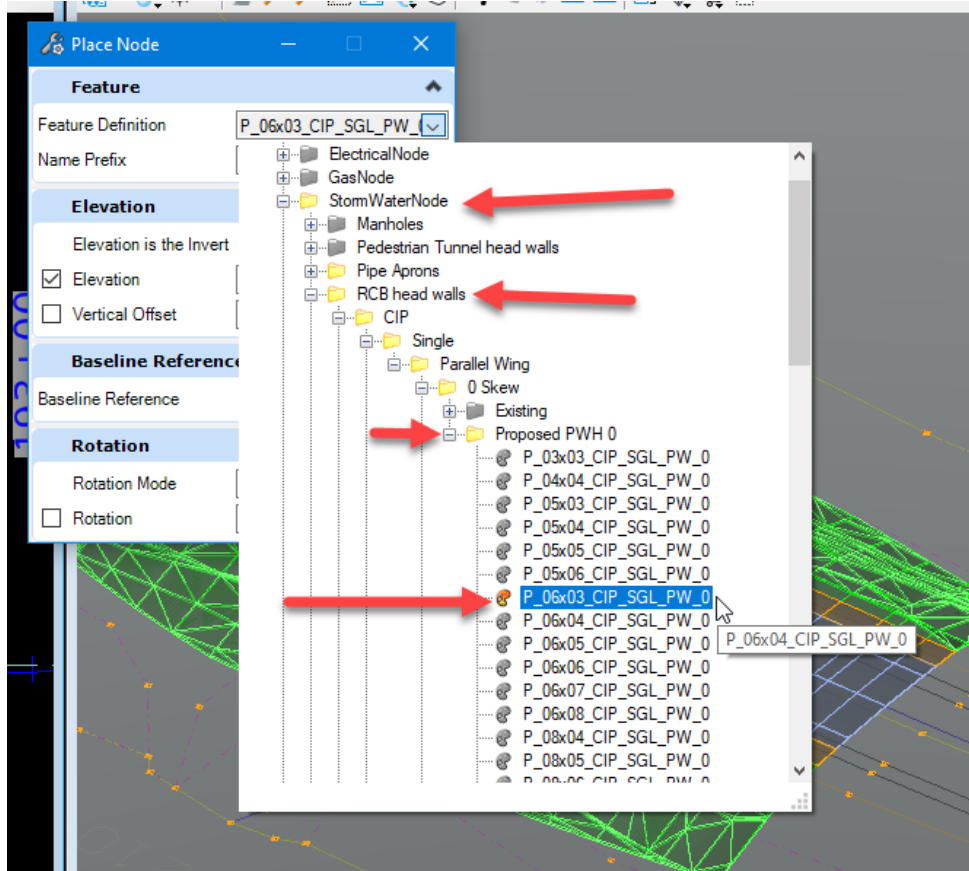 Place Node
Feature
Feature Definition
P_06x03_CIP_SGL_PW_
Name Prefix
ElectricalNode
GasNode
Elevation
StormWaterNode
Manholes
Elevation is the Invert
Pedestrian Tunnel head walls
Elevation
Pipe Aprons
RCB head walls
Vertical Offset
CIP
Single
Baseline Reference
Parallel Wing
0 Skew
Baseline Reference
Existing
Proposed PWH 0
Rotation
P_03x03_CIP_SGL_PW_0
Rotation Mode
P_04x04_CIP_SGL_PW_0
P_05x03_CIP_SGL_PW_0
Rotation
P_05x04_CIP_SGL_PW_0
P_05x05_CIP_SGL_PW_0
P_05x06_CIP_SGL_PW_0
P_06x03_CIP_SGL_PW_0
P_06x04_CIP_SGL_PW_0
P_06x04_CIP_SGL_PW_0
P_06x05_CIP_SGL_PW_0
P_06x06_CIP_SGL_PW_0
P_06x07_CIP_SGL_PW_0
P_06x08_CIP_SGL_PW_0
P_08x04_CIP_SGL_PW_0
P_08x05_CIP_SGL_PW_0